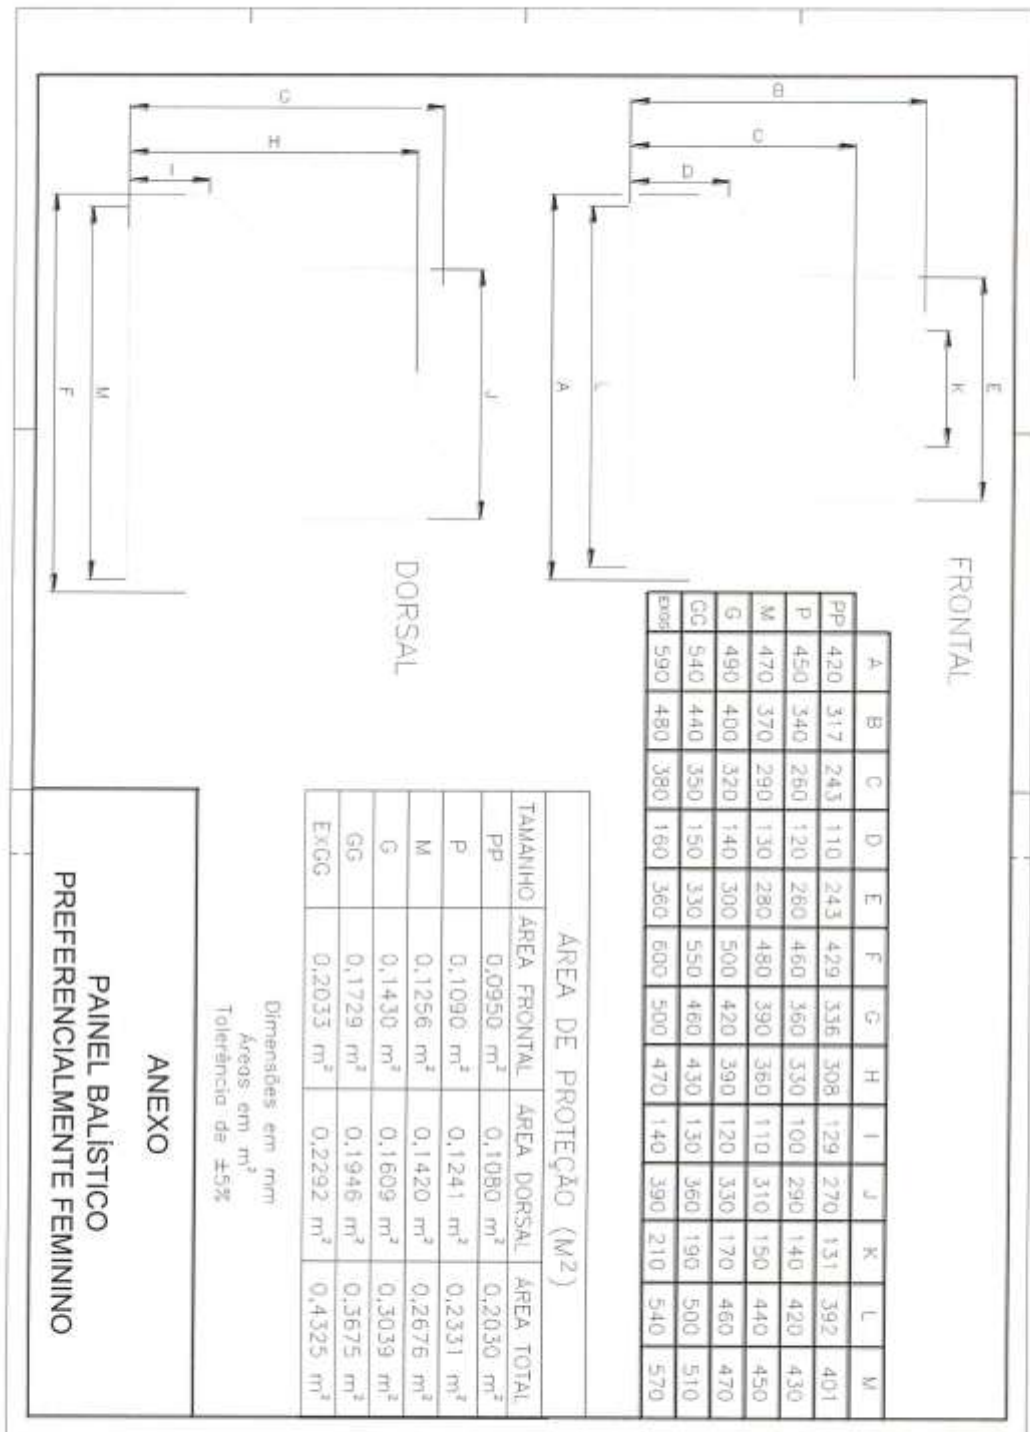 FRONTAL
E
K
B
C
D
A
L
DORSAL
J
G
H
I
M
F
A B C D E F G H I J K L M
PP 420 317 243 110 243 429 336 308 129 270 131 392 401
P 450 340 260 120 260 460 360 330 100 290 140 420 430
M 470 370 290 130 280 480 390 360 110 310 150 440 450
G 490 400 320 140 300 500 420 390 120 330 170 460 470
GG 540 440 350 150 330 550 460 430 130 360 190 500 510
EXGG 590 480 380 160 360 600 500 470 140 390 210 540 570
ÁREA DE PROTEÇÃO (M²)
TAMANHO ÁREA FRONTAL ÁREA DORSAL ÁREA TOTAL
PP 0,0950 m² 0,1080 m² 0,2030 m²
P 0,1090 m² 0,1241 m² 0,2331 m²
M 0,1256 m² 0,1420 m² 0,2676 m²
G 0,1430 m² 0,1609 m² 0,3039 m²
GG 0,1729 m² 0,1946 m² 0,3675 m²
EXGG 0,2033 m² 0,2292 m² 0,4325 m²
Dimensões em mm
Áreas em m²
Tolerência de ±5%
ANEXO
PAINEL BALÍSTICO
PREFERENCIALMENTE FEMININO